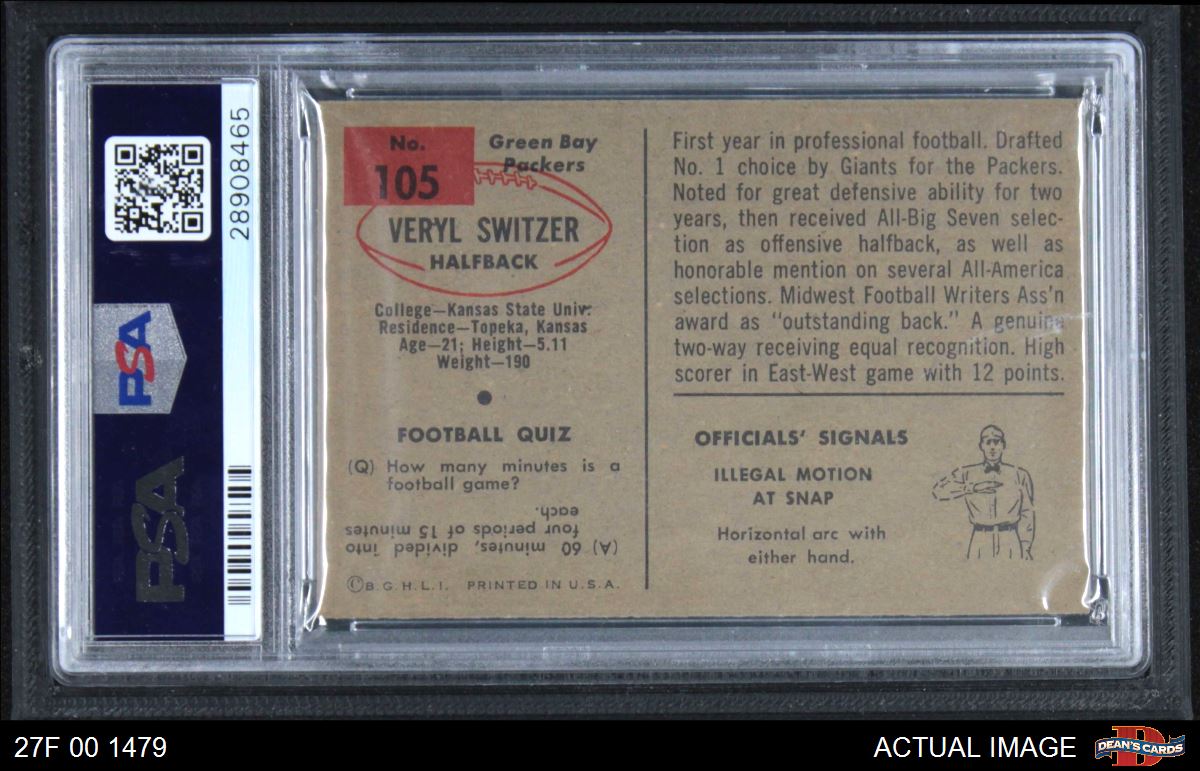 28908465
PSA
PSA
No.
105
Green Bay
Packers
VERYL SWITZER
HALFBACK
College—Kansas State Univ.
Residence—Topeka, Kansas
Age—21; Height—5.11
Weight—190
FOOTBALL QUIZ
(Q) How many minutes is a
football game?
(A) 60 minutes, divided into
four periods of 15 minutes
each.
©B.G.H.L.I. PRINTED IN U.S.A.
First year in professional football. Drafted
No. 1 choice by Giants for the Packers.
Noted for great defensive ability for two
years, then received All-Big Seven selec-
tion as offensive halfback, as well as
honorable mention on several All-America
selections. Midwest Football Writers Ass'n
award as "outstanding back." A genuine
two-way receiving equal recognition. High
scorer in East-West game with 12 points.
OFFICIALS' SIGNALS
ILLEGAL MOTION
AT SNAP
Horizontal arc with
either hand.
27F 00 1479
ACTUAL IMAGE
DEAN'S CARDS